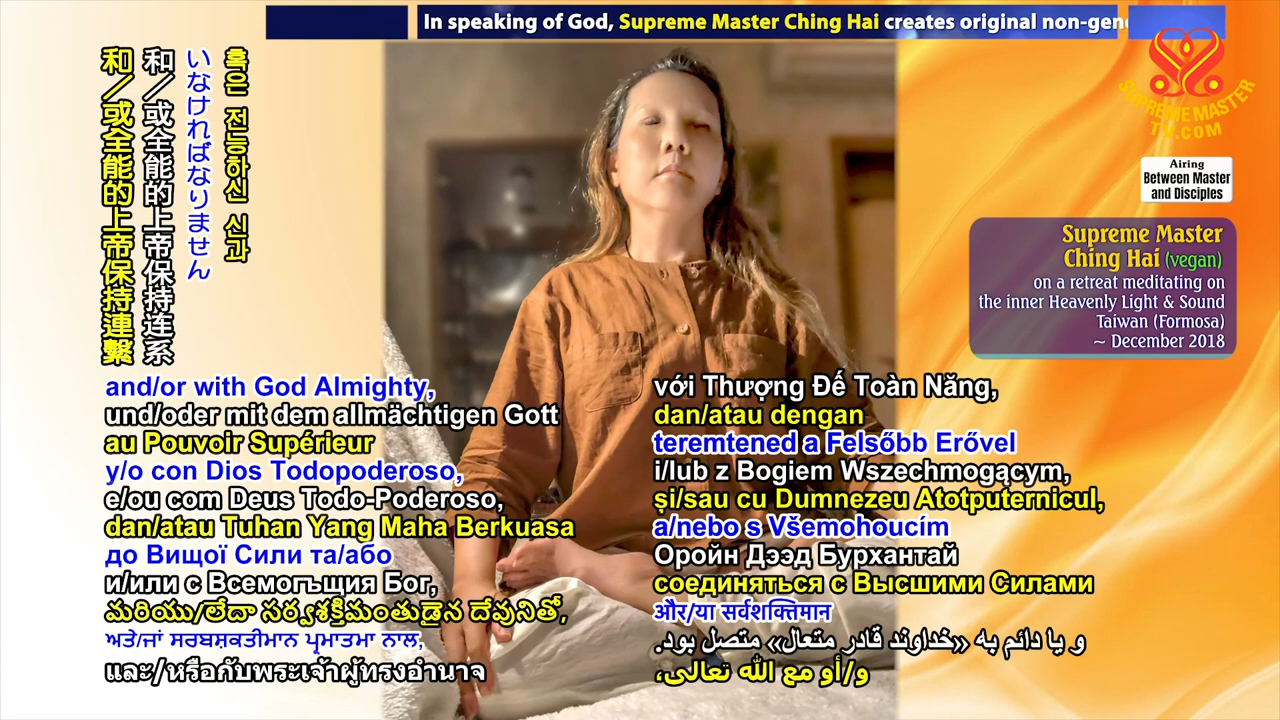 In speaking of God, Supreme Master Ching Hai creates original non-gen
SUPREME MASTER
TV.COM
Airing
Between Master
and Disciples
Supreme Master
Ching Hai (vegan)
on a retreat meditating on
the inner Heavenly Light & Sound
Taiwan (Formosa)
~ December 2018
혹은 전능하신 신과
いなければなりません
和/或全能的上帝保持连系
和/或全能的上帝保持連繫
and/or with God Almighty,
und/oder mit dem allmächtigen Gott
au Pouvoir Supérieur
y/o con Dios Todopoderoso,
e/ou com Deus Todo-Poderoso,
dan/atau Tuhan Yang Maha Berkuasa
до Вищої Сили та/або
и/или с Всемогъщия Бог,
మరియు/లేదా సర్వశక్తిమంతుడైన దేవునితో,
ਅਤੇ/ਜਾਂ ਸਰਬਸ਼ਕਤੀਮਾਨ ਪ੍ਰਮਾਤਮਾ ਨਾਲ,
และ/หรือกับพระเจ้าผู้ทรงอำนาจ
với Thượng Đế Toàn Năng,
dan/atau dengan
teremtened a Felsőbb Erővel
i/lub z Bogiem Wszechmogącym,
și/sau cu Dumnezeu Atotputernicul,
a/nebo s Všemohoucím
Оройн Дээд Бурхантай
соединяться с Высшими Силами
और/या सर्वशक्तिमान
و یا دائم به «خداوند قادر متعال» متصل بود.
و/أو مع الله تعالى،